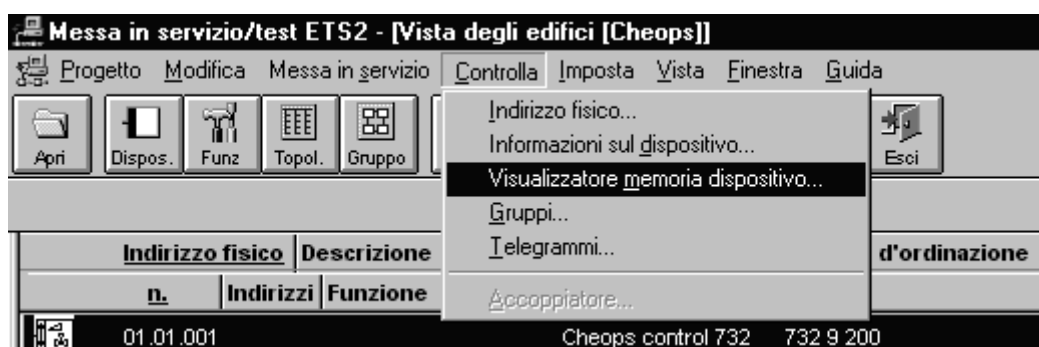 Messa in servizio/test ETS2 - [Vista degli edifici [Cheops]]
Progetto Modifica Messa in servizio Controlla Imposta Vista Finestra Guida
Apri Dispos. Funz Topol. Gruppo Esci
Indirizzo fisico...
Informazioni sul dispositivo...
Visualizzatore memoria dispositivo...
Gruppi...
Telegrammi...
Accoppiatore...
Indirizzo fisico Descrizione d'ordinazione
n. Indirizzi Funzione
01.01.001 Cheops control 732 732 9 200